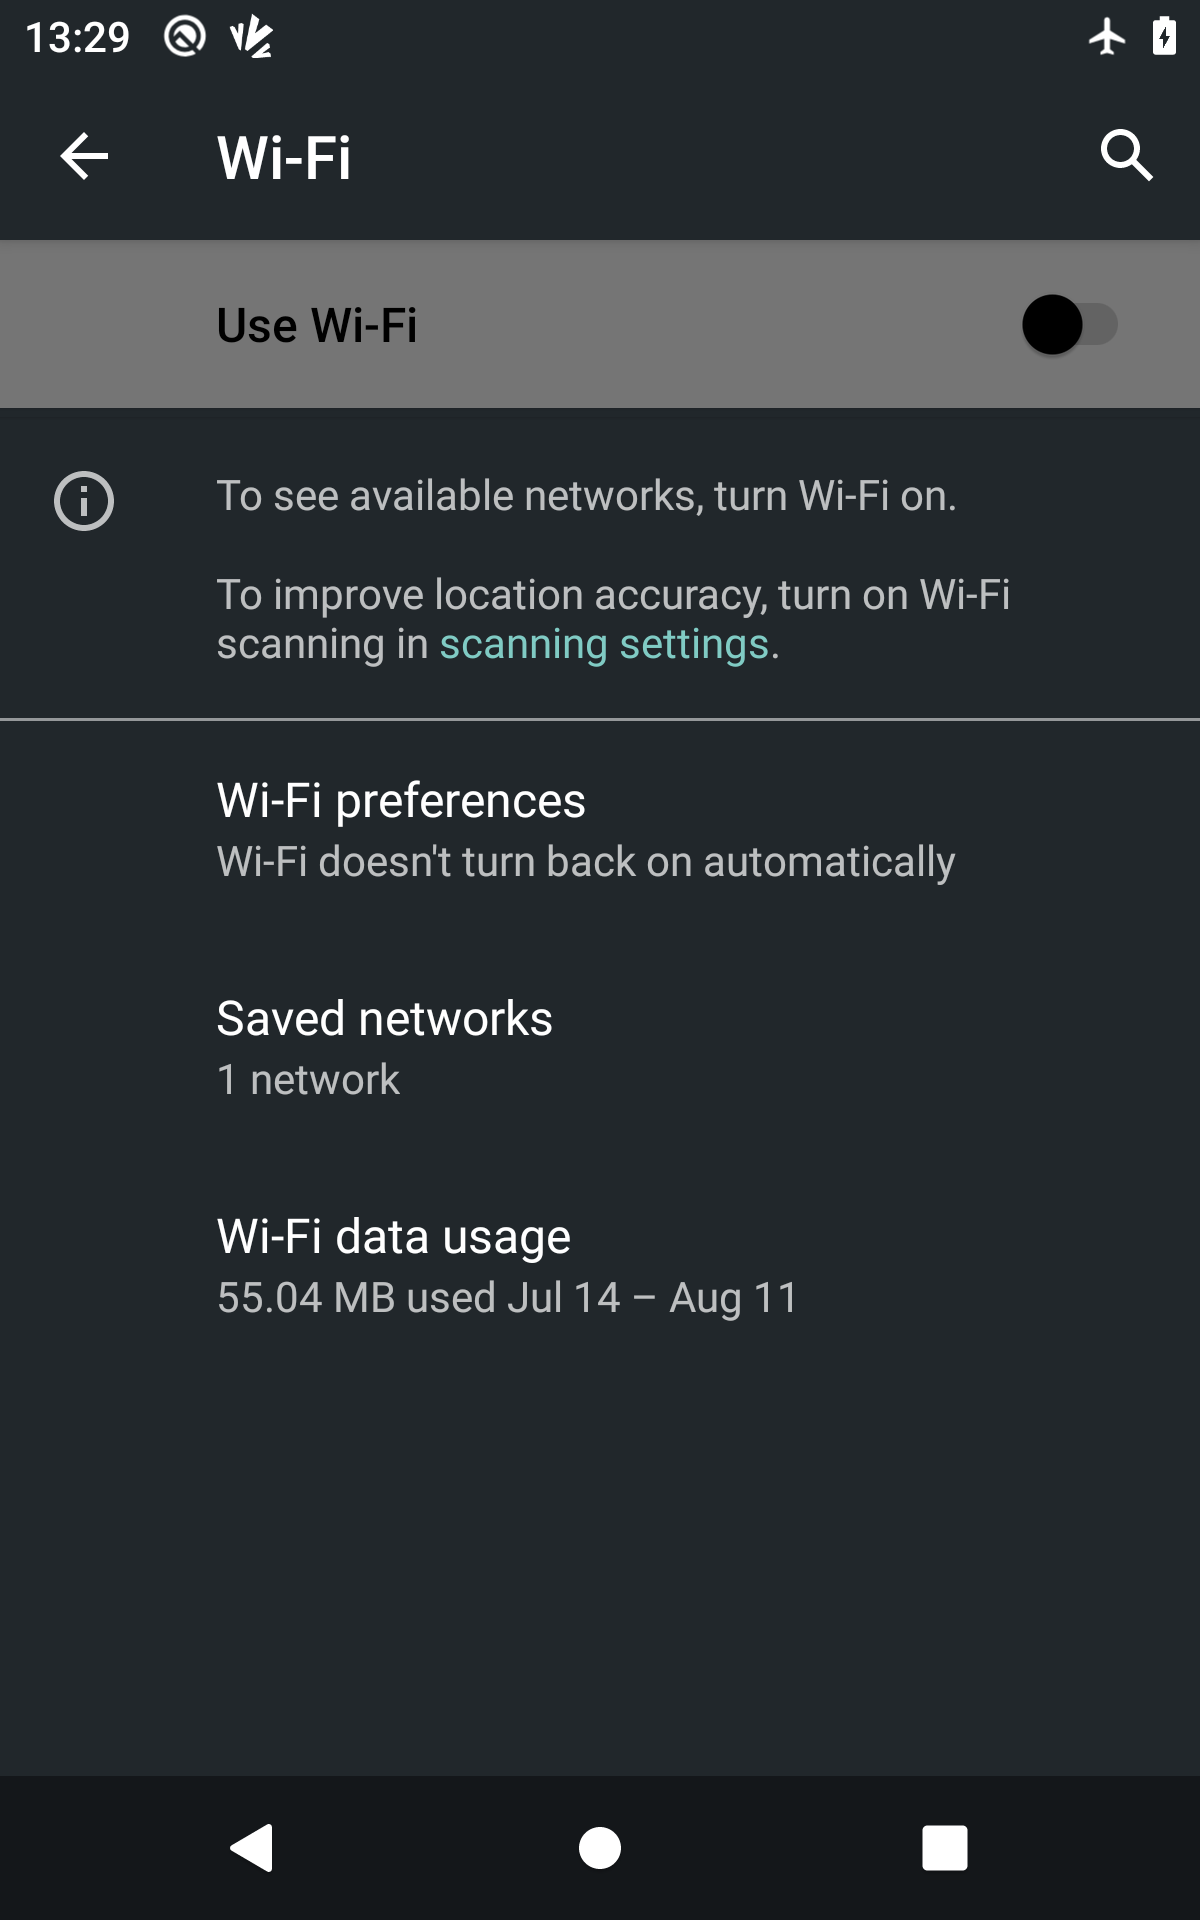 13:29
Wi-Fi
Use Wi-Fi
To see available networks, turn Wi-Fi on.
To improve location accuracy, turn on Wi-Fi
scanning in scanning settings.
Wi-Fi preferences
Wi-Fi doesn't turn back on automatically
Saved networks
1 network
Wi-Fi data usage
55.04 MB used Jul 14 – Aug 11